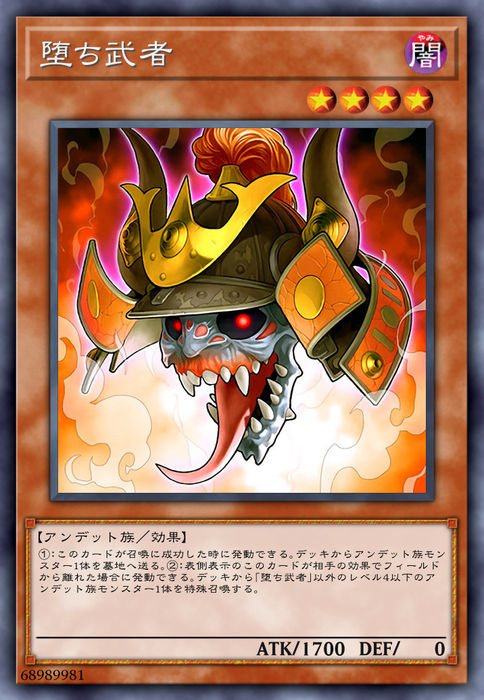 堕ち武者
やみ
闇
【アンデット族／効果】
①:このカードが召喚に成功した時に発動できる。デッキからアンデット族モン
スター1体を墓地へ送る。②:表側表示のこのカードが相手の効果でフィールド
から離れた場合に発動できる。デッキから「堕ち武者」以外のレベル4以下のア
ンデット族モンスター1体を特殊召喚する。
ATK/1700 DEF/ 0
68989981